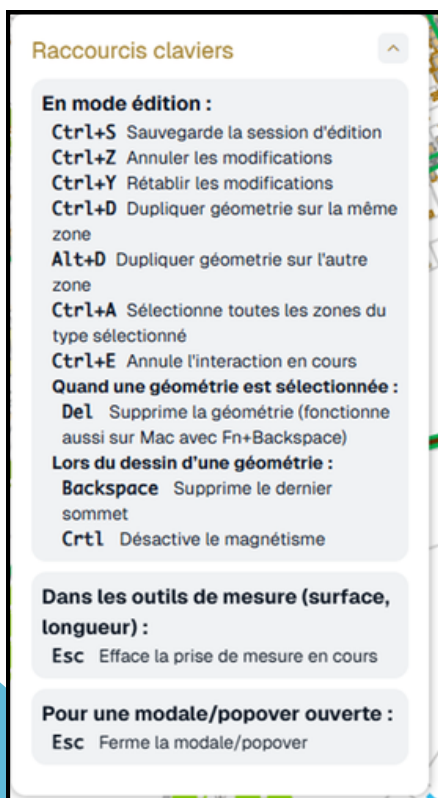 Raccourcis claviers
En mode édition :
Ctrl+S Sauvegarde la session d'édition
Ctrl+Z Annuler les modifications
Ctrl+Y Rétablir les modifications
Ctrl+D Dupliquer géometrie sur la même
zone
Alt+D Dupliquer géometrie sur l'autre
zone
Ctrl+A Sélectionne toutes les zones du
type sélectionné
Ctrl+E Annule l'interaction en cours
Quand une géométrie est sélectionnée :
Del Supprime la géométrie (fonctionne
aussi sur Mac avec Fn+Backspace)
Lors du dessin d'une géométrie :
Backspace Supprime le dernier
sommet
Crtl Désactive le magnétisme
Dans les outils de mesure (surface,
longueur) :
Esc Efface la prise de mesure en cours
Pour une modale/popover ouverte :
Esc Ferme la modale/popover